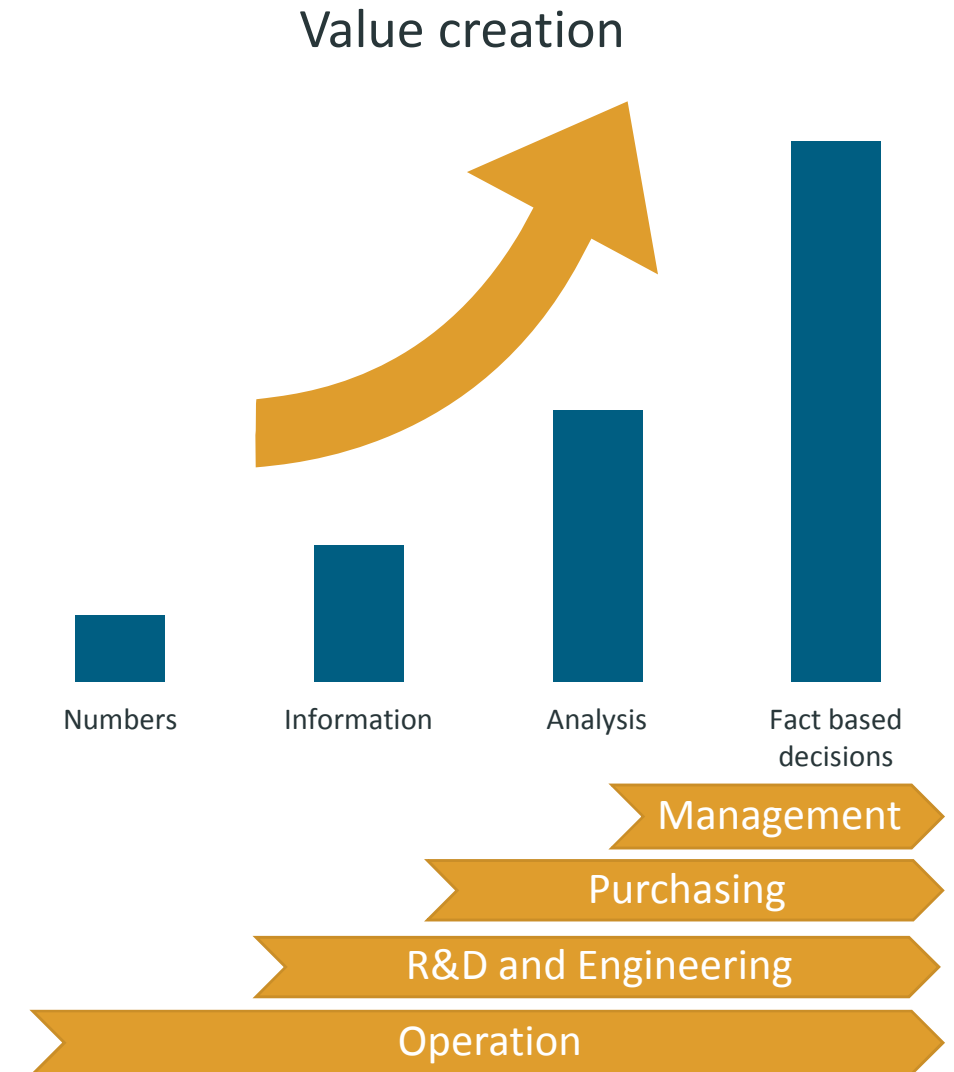 Value creation
Numbers
Information
Analysis
Fact based
decisions
Management
Purchasing
R&D and Engineering
Operation